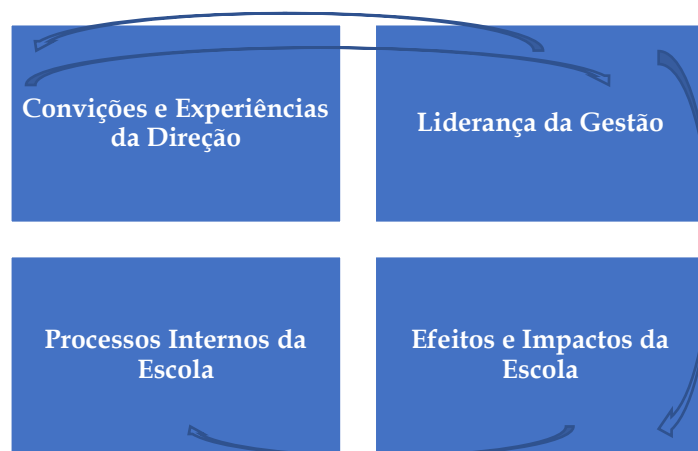 Convições e Experiências
da Direção
Liderança da Gestão
Processos Internos da
Escola
Efeitos e Impactos da
Escola